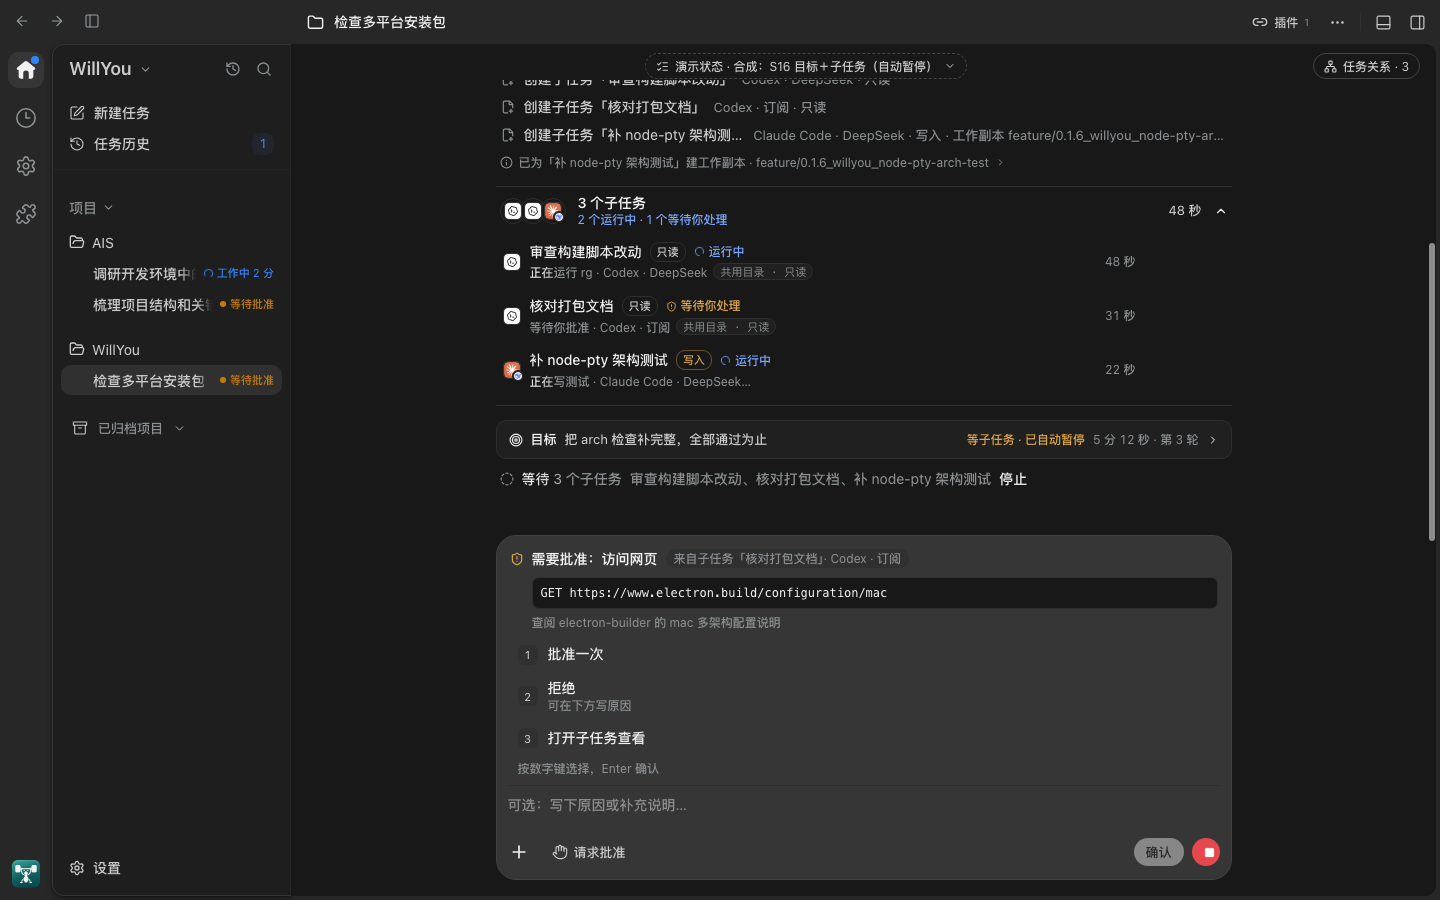 检查多平台安装包
插件 1
WillYou
新建任务
任务历史 1
项目
AIS
调研开发环境中 工作中 2 分
梳理项目结构和关 等待批准
WillYou
检查多平台安装包 等待批准
已归档项目
设置
演示状态 · 合成：S16 目标+子任务（自动暂停）
任务关系 · 3
创建子任务「审查构建脚本改动」 Codex · DeepSeek · 只读
创建子任务「核对打包文档」 Codex · 订阅 · 只读
创建子任务「补 node-pty 架构测... Claude Code · DeepSeek · 写入 · 工作副本 feature/0.1.6_willyou_node-pty-ar...
已为「补 node-pty 架构测试」建工作副本 · feature/0.1.6_willyou_node-pty-arch-test
3 个子任务
2 个运行中 · 1 个等待你处理
48 秒
审查构建脚本改动 只读 运行中
正在运行 rg · Codex · DeepSeek 共用目录 · 只读
48 秒
核对打包文档 只读 等待你处理
等待你批准 · Codex · 订阅 共用目录 · 只读
31 秒
补 node-pty 架构测试 写入 运行中
正在写测试 · Claude Code · DeepSeek...
22 秒
目标 把 arch 检查补完整，全部通过为止 等子任务 · 已自动暂停 5 分 12 秒 · 第 3 轮
等待 3 个子任务 审查构建脚本改动、核对打包文档、补 node-pty 架构测试 停止
需要批准：访问网页 来自子任务「核对打包文档」· Codex · 订阅
GET https://www.electron.build/configuration/mac
查阅 electron-builder 的 mac 多架构配置说明
1 批准一次
2 拒绝
可在下方写原因
3 打开子任务查看
按数字键选择，Enter 确认
可选：写下原因或补充说明...
请求批准
确认